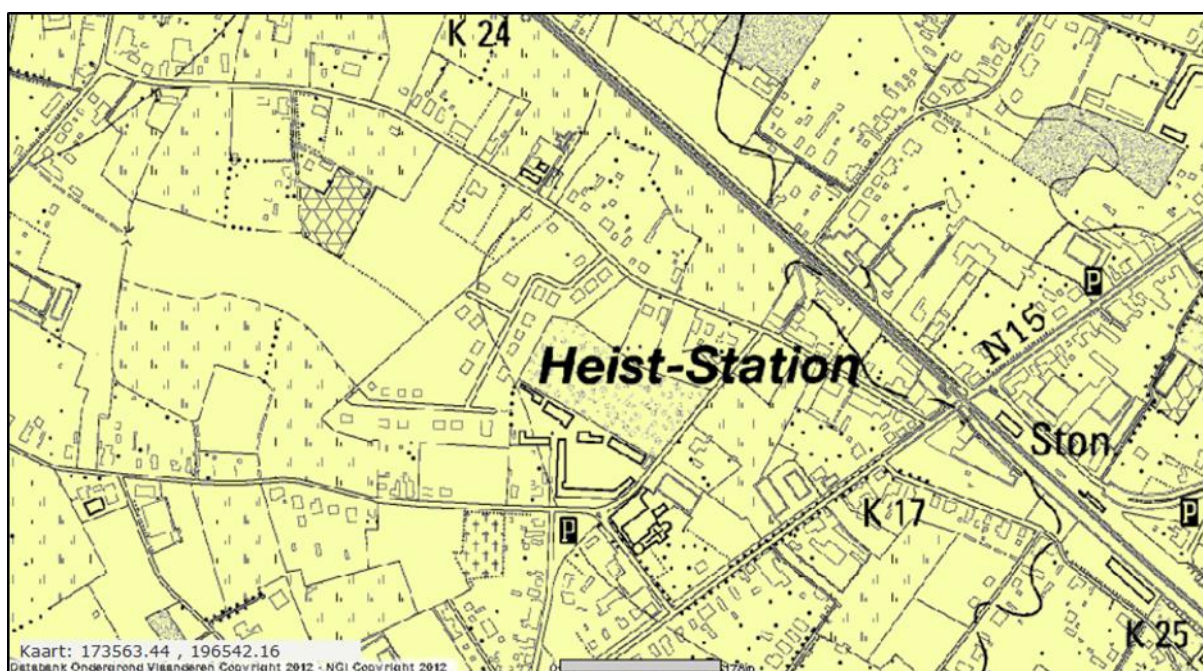 K 24
P
N15
Heist-Station
Ston.
K 17
P
P
K 25
Kaart: 173563.44 , 196542.16
178m
Databank Ondergrond Vlaanderen Copyright 2012 - NGI Copyright 2012